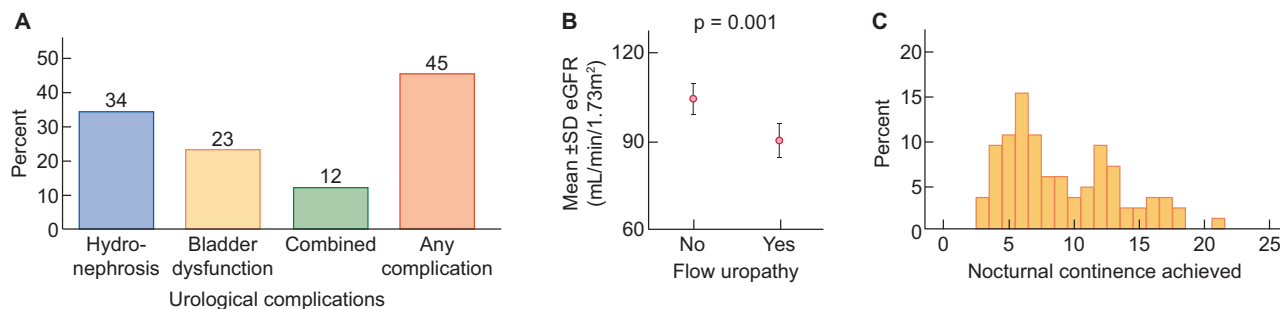 A
Percent
50
40
30
20
10
0
34
23
12
45
Hydro-
nephrosis
Bladder
dysfunction
Combined
Any
complication
Urological complications
B
p = 0.001
Mean ±SD eGFR
(mL/min/1.73m²)
120
90
60
No
Yes
Flow uropathy
C
Percent
20
15
10
5
0
0
5
10
15
20
25
Nocturnal continence achieved